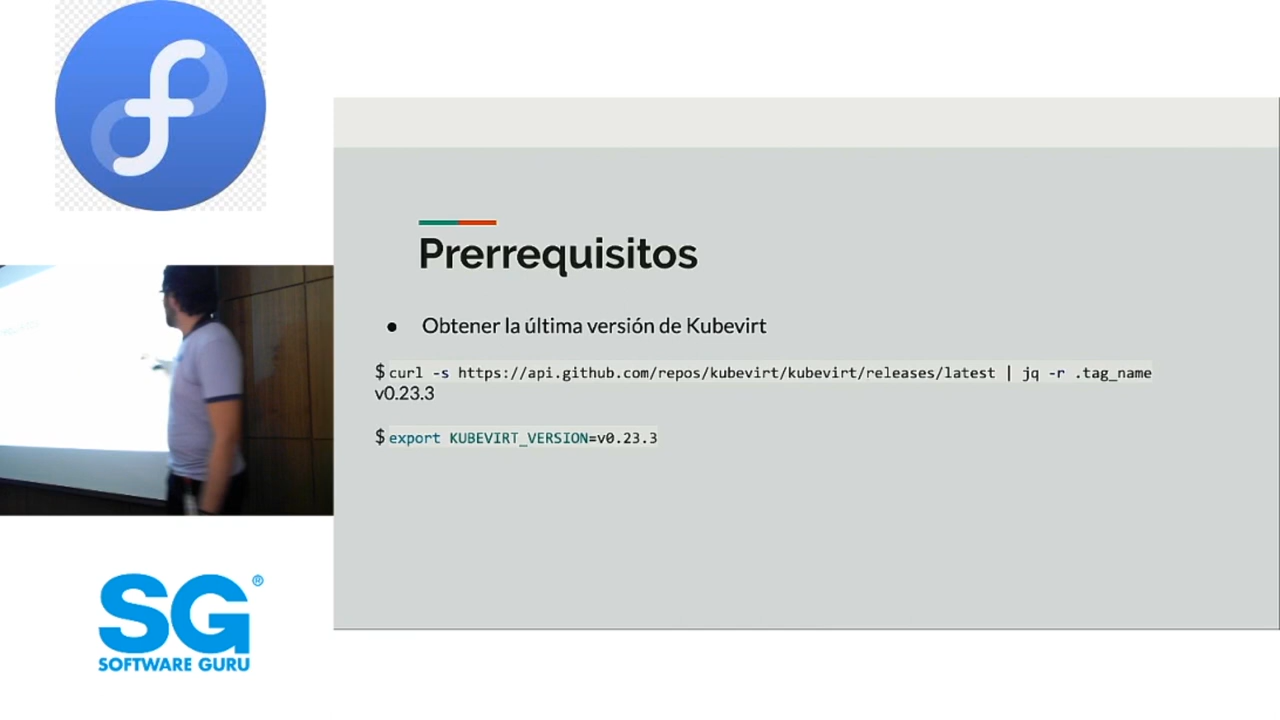 Prerrequisitos
● Obtener la última versión de Kubevirt
$ curl -s https://api.github.com/repos/kubevirt/kubevirt/releases/latest | jq -r .tag_name
v0.23.3
$ export KUBEVIRT_VERSION=v0.23.3
SG®
SOFTWARE GURU